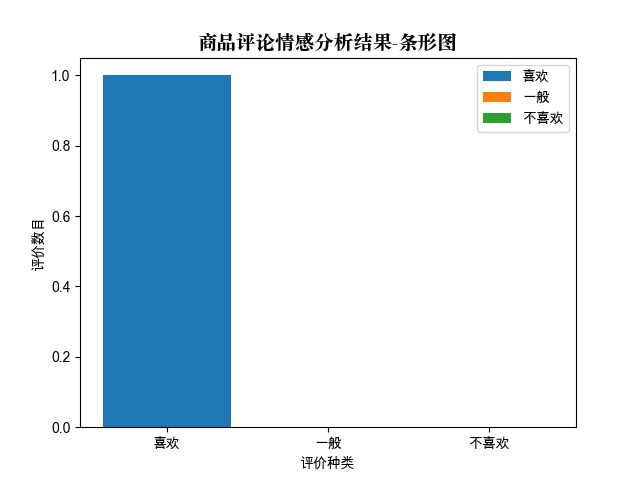 商品评论情感分析结果-条形图
喜欢
一般
不喜欢
1.0
0.8
0.6
0.4
0.2
0.0
评价数目
喜欢 一般 不喜欢
评价种类